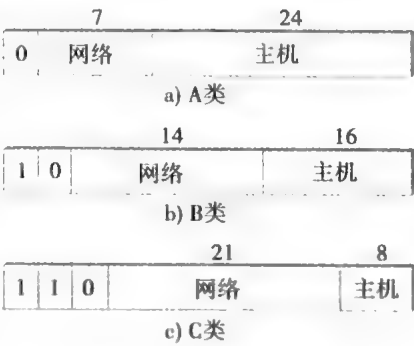 7 24
0 网络 主机
a) A类
14 16
1 0 网络 主机
b) B类
21 8
1 1 0 网络 主机
c) C类